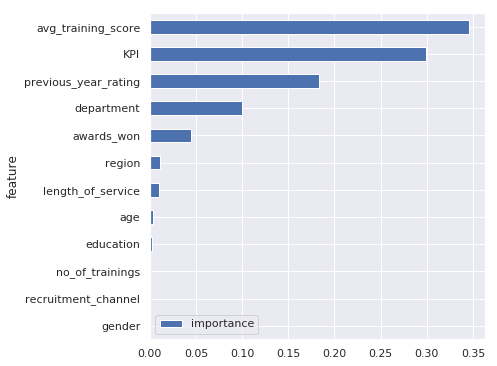 avg_training_score
KPI
previous_year_rating
department
awards_won
region
length_of_service
age
education
no_of_trainings
recruitment_channel
gender
feature
importance
0.00 0.05 0.10 0.15 0.20 0.25 0.30 0.35